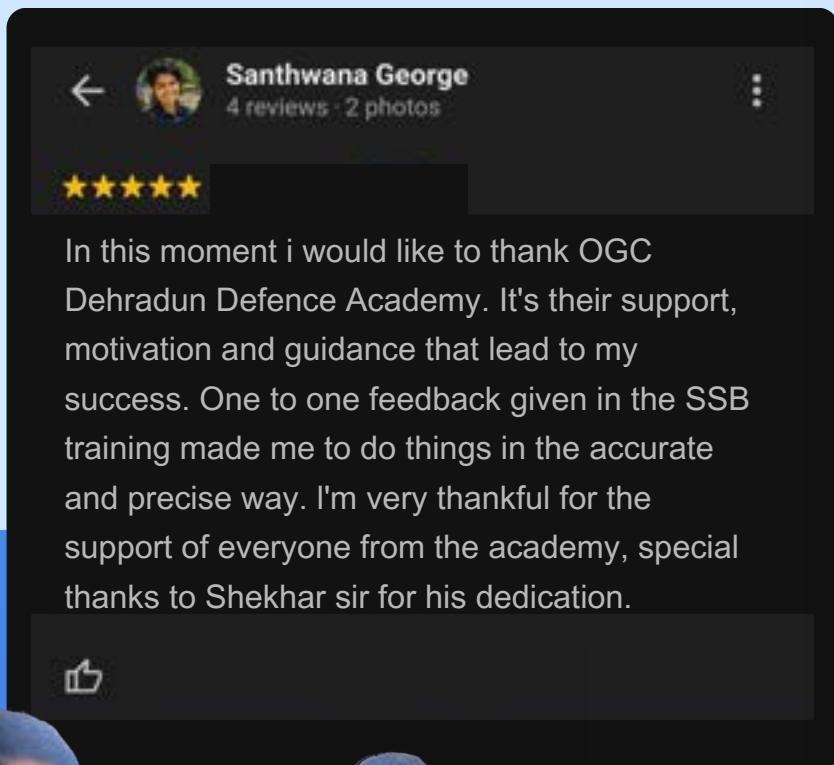 Santhwana George
4 reviews · 2 photos
In this moment i would like to thank OGC
Dehradun Defence Academy. It's their support,
motivation and guidance that lead to my
success. One to one feedback given in the SSB
training made me to do things in the accurate
and precise way. I'm very thankful for the
support of everyone from the academy, special
thanks to Shekhar sir for his dedication.